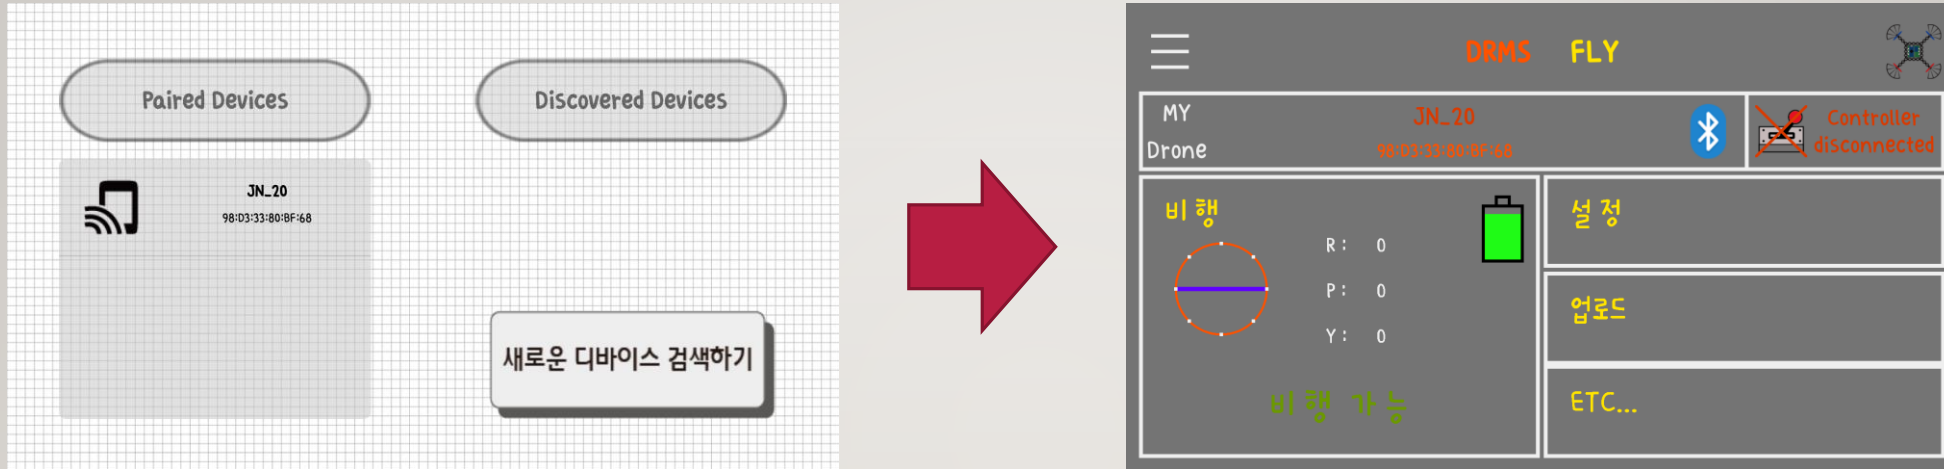 Paired Devices
Discovered Devices
JN_20
98:D3:33:80:BF:68
새로운 디바이스 검색하기
DRMS FLY
MY
Drone
JN_20
98:D3:33:80:BF:68
Controller
disconnected
비행
R: 0
P: 0
Y: 0
비행 가능
설정
업로드
ETC...